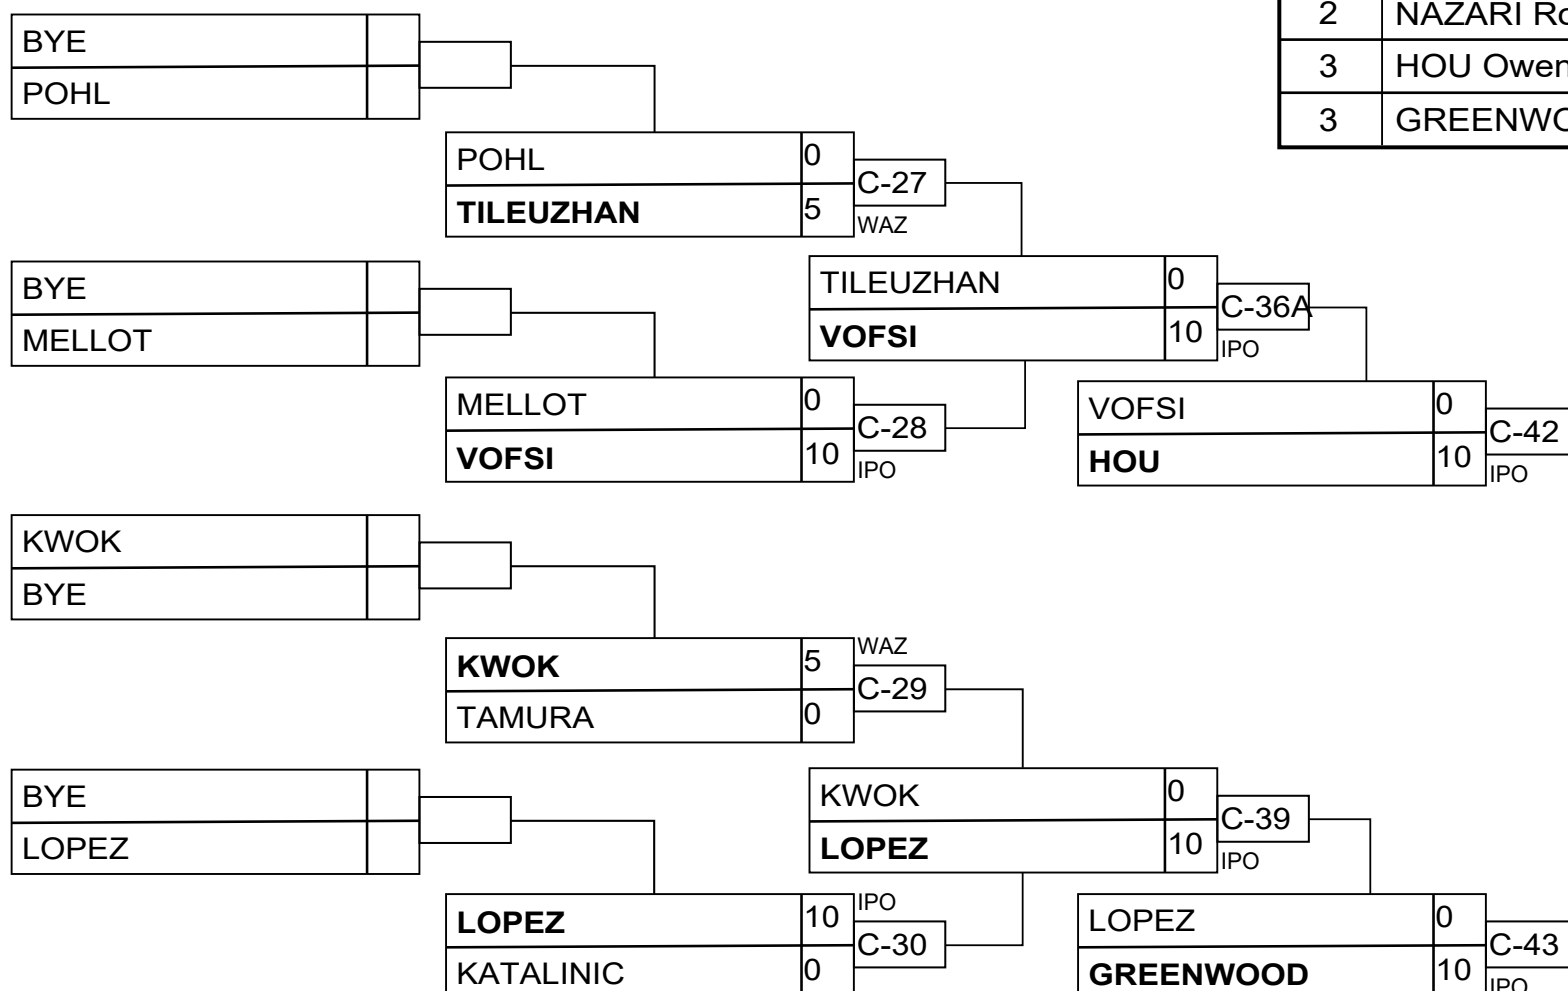 2 NAZARI
3 HOU Owen
3
BYE
POHL
POHL 0
TILEUZHAN 5
C-27
WAZ
BYE
MELLOT
TILEUZHAN 0
VOFSI 10
C-36A
IPO
MELLOT 0
VOFSI 10
C-28
IPO
VOFSI 0
HOU 10
C-42
IPO
KWOK
BYE
KWOK 5
TAMURA 0
WAZ
C-29
BYE
LOPEZ
KWOK 0
LOPEZ 10
C-39
IPO
LOPEZ 10
KATALINIC 0
IPO
C-30
LOPEZ 0
GREENWOOD 10
C-43
IPO